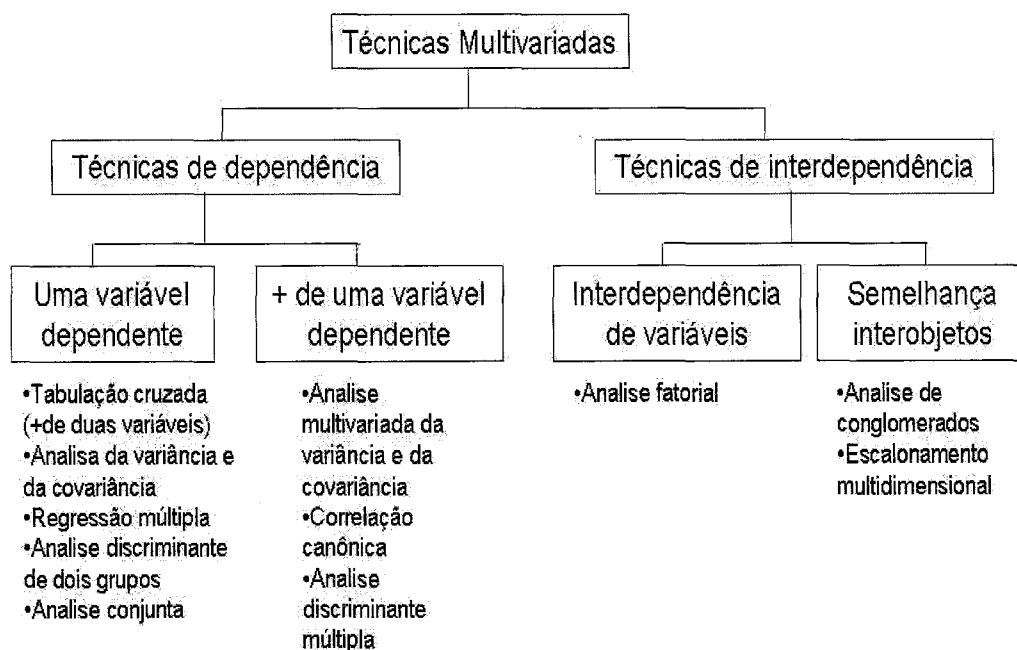 Técnicas Multivariadas
Técnicas de dependência
Técnicas de interdependência
Uma variável
dependente
+ de uma variável
dependente
Interdependência
de variáveis
Semelhança
interobjetos
•Tabulação cruzada
(+de duas variáveis)
•Analisa da variância e
da covariância
•Regressão múltipla
•Analise discriminante
de dois grupos
•Analise conjunta
•Analise
multivariada da
variância e da
covariância
•Correlação
canônica
•Analise
discriminante
múltipla
•Analise fatorial
•Analise de
conglomerados
•Escalonamento
multidimensional